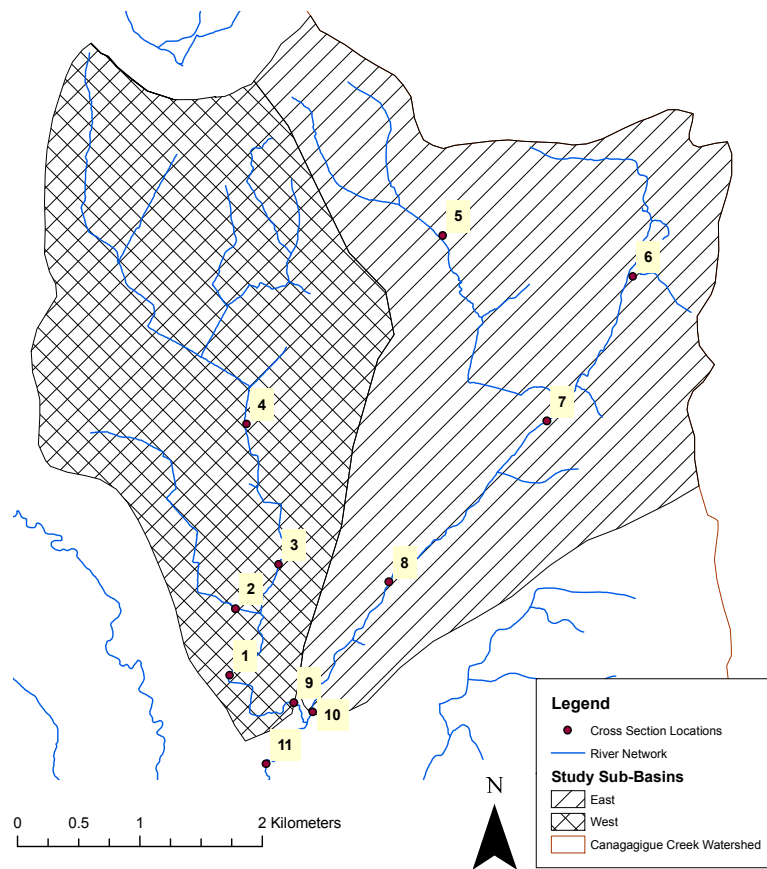 5
6
4
7
3
8
2
1
9
10
11
N
0 0.5 1 2 Kilometers
Legend
Cross Section Locations
River Network
Study Sub-Basins
East
West
Canagagigue Creek Watershed